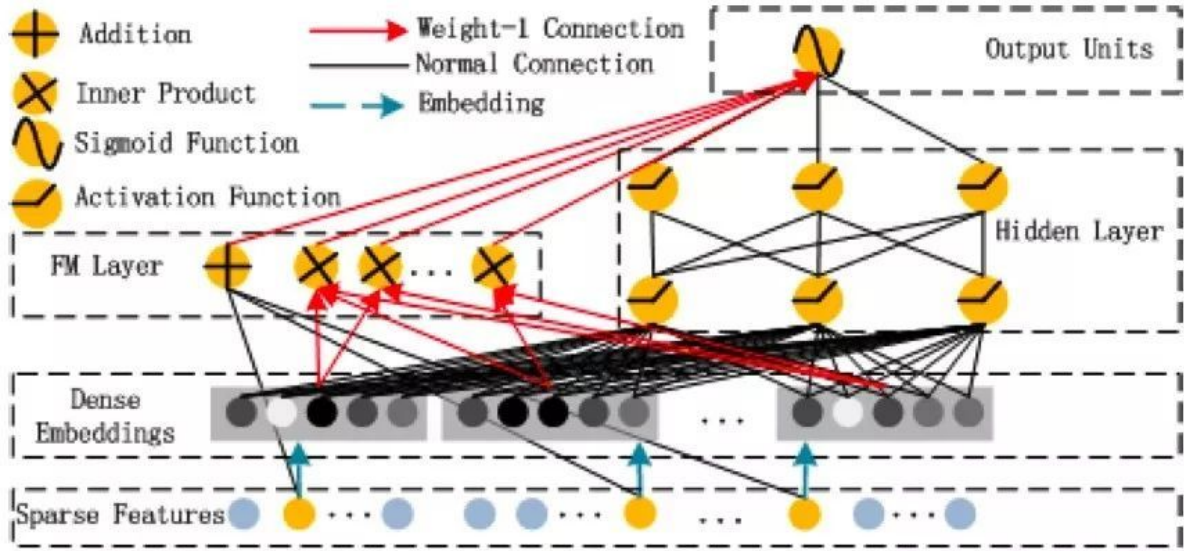 Addition
Inner Product
Sigmoid Function
Activation Function
Weight-1 Connection
Normal Connection
Embedding
Output Units
Hidden Layer
FM Layer
...
Dense
Embeddings
...
Sparse Features
... ... ... ...